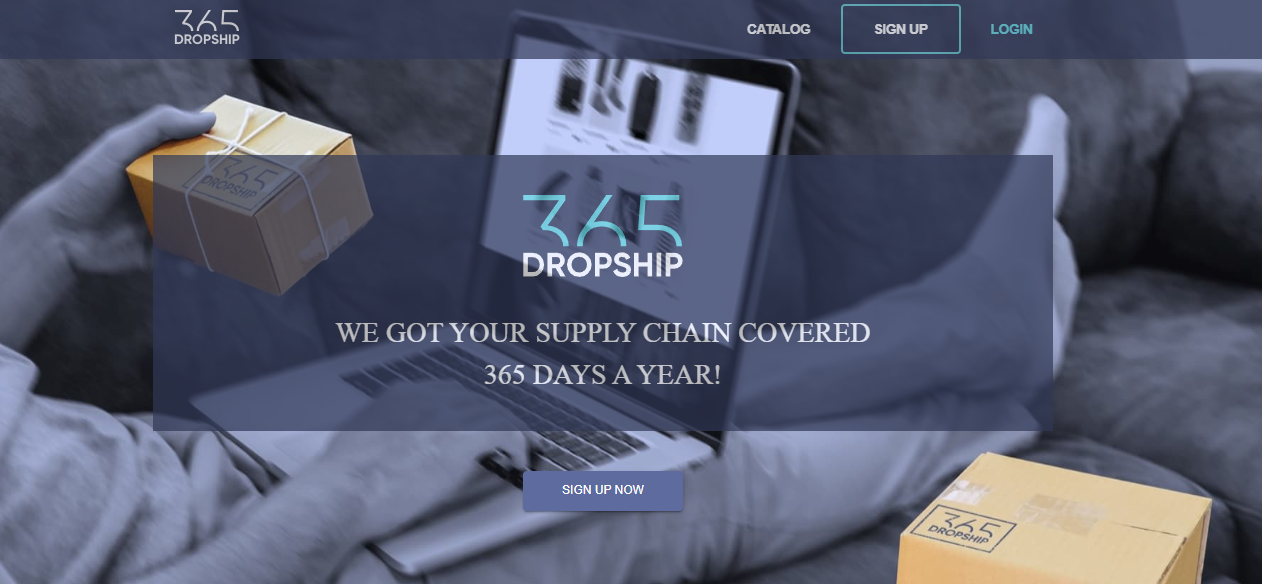 365
DROPSHIP
CATALOG
SIGN UP
LOGIN
365
DROPSHIP
365
DROPSHIP
WE GOT YOUR SUPPLY CHAIN COVERED
365 DAYS A YEAR!
SIGN UP NOW
365
DROPSHIP